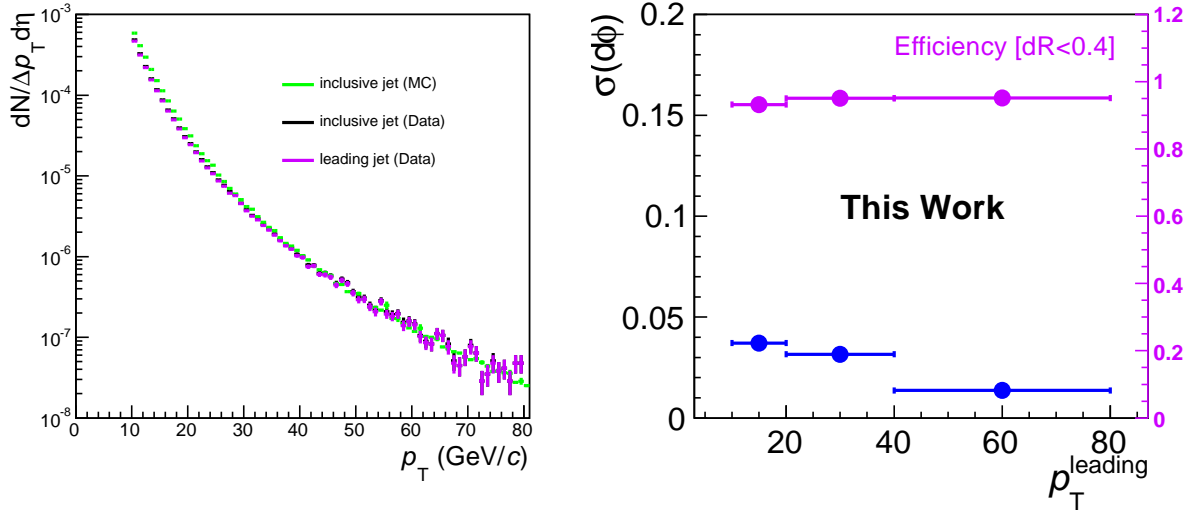 dN/Δp_T dη
10^-3
10^-4
10^-5
10^-6
10^-7
10^-8
inclusive jet (MC)
inclusive jet (Data)
leading jet (Data)
0 10 20 30 40 50 60 70 80
p_T (GeV/c)
σ(dϕ)
0.2
0.15
0.1
0.05
0
Efficiency [dR<0.4]
This Work
1.2
1
0.8
0.6
0.4
0.2
0
20 40 60 80
p_T^leading